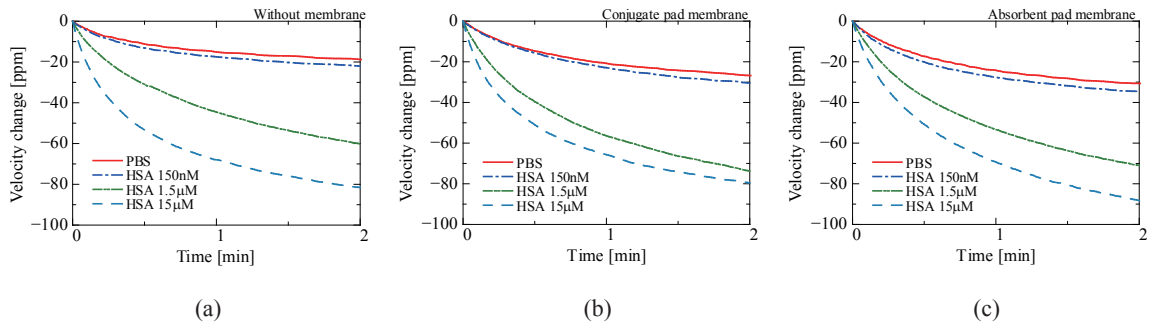 Without membrane
0
−20
−40
−60
−80
−100
Velocity change [ppm]
PBS
HSA 150nM
HSA 1.5μM
HSA 15μM
0 1 2
Time [min]
(a)
Conjugate pad membrane
0
−20
−40
−60
−80
−100
Velocity change [ppm]
PBS
HSA 150nM
HSA 1.5μM
HSA 15μM
0 1 2
Time [min]
(b)
Absorbent pad membrane
0
−20
−40
−60
−80
−100
Velocity change [ppm]
PBS
HSA 150nM
HSA 1.5μM
HSA 15μM
0 1 2
Time [min]
(c)